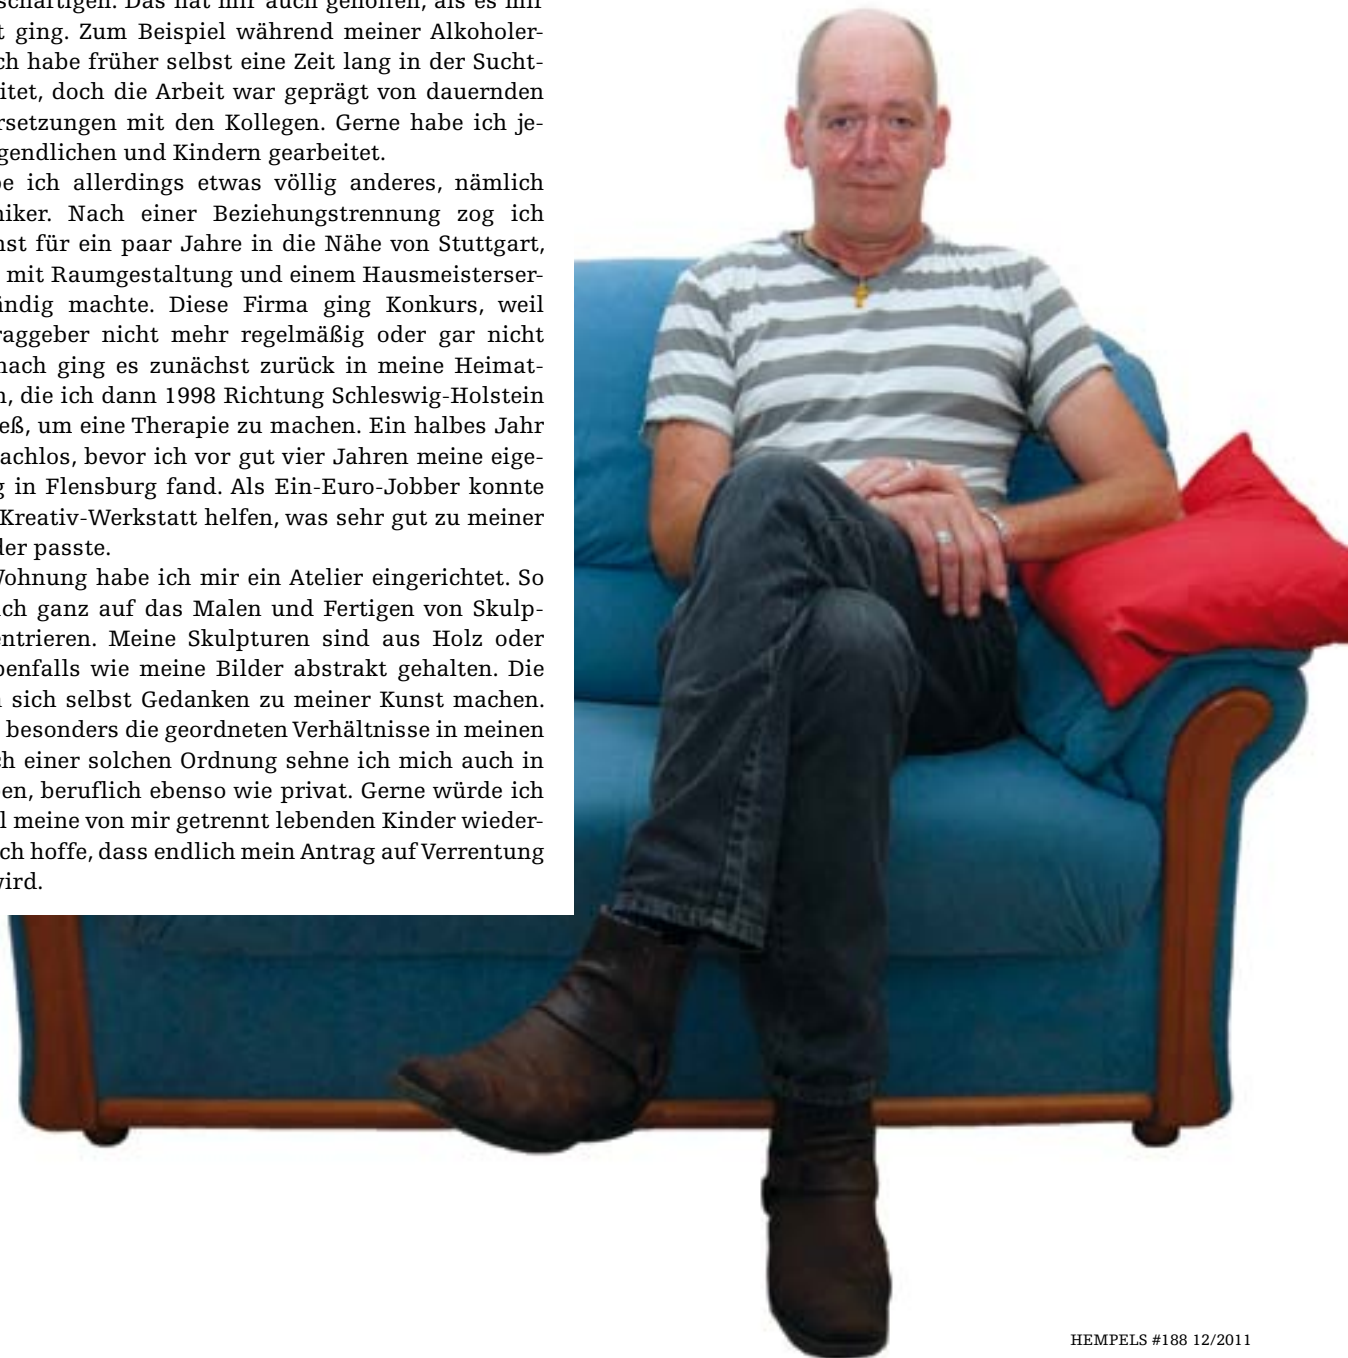 schäftigen. Das hat mir auch geholfen, als es mir
t ging. Zum Beispiel während meiner Alkoholer-
ch habe früher selbst eine Zeit lang in der Sucht-
itet, doch die Arbeit war geprägt von dauernden
rsetzungen mit den Kollegen. Gerne habe ich je-
gendlichen und Kindern gearbeitet.
e ich allerdings etwas völlig anderes, nämlich
niker. Nach einer Beziehungstrennung zog ich
nst für ein paar Jahre in die Nähe von Stuttgart,
mit Raumgestaltung und einem Hausmeisterser-
ändig machte. Diese Firma ging Konkurs, weil
raggeber nicht mehr regelmäßig oder gar nicht
nach ging es zunächst zurück in meine Heimat-
n, die ich dann 1998 Richtung Schleswig-Holstein
eß, um eine Therapie zu machen. Ein halbes Jahr
achlos, bevor ich vor gut vier Jahren meine eige-
g in Flensburg fand. Als Ein-Euro-Jobber konnte
Kreativ-Werkstatt helfen, was sehr gut zu meiner
der passte.
Wohnung habe ich mir ein Atelier eingerichtet. So
ich ganz auf das Malen und Fertigen von Skulp-
entrieren. Meine Skulpturen sind aus Holz oder
benfalls wie meine Bilder abstrakt gehalten. Die
n sich selbst Gedanken zu meiner Kunst machen.
besonders die geordneten Verhältnisse in meinen
ch einer solchen Ordnung sehne ich mich auch in
en, beruflich ebenso wie privat. Gerne würde ich
l meine von mir getrennt lebenden Kinder wieder-
ch hoffe, dass endlich mein Antrag auf Verrentung
wird.
HEMPELS #188 12/2011